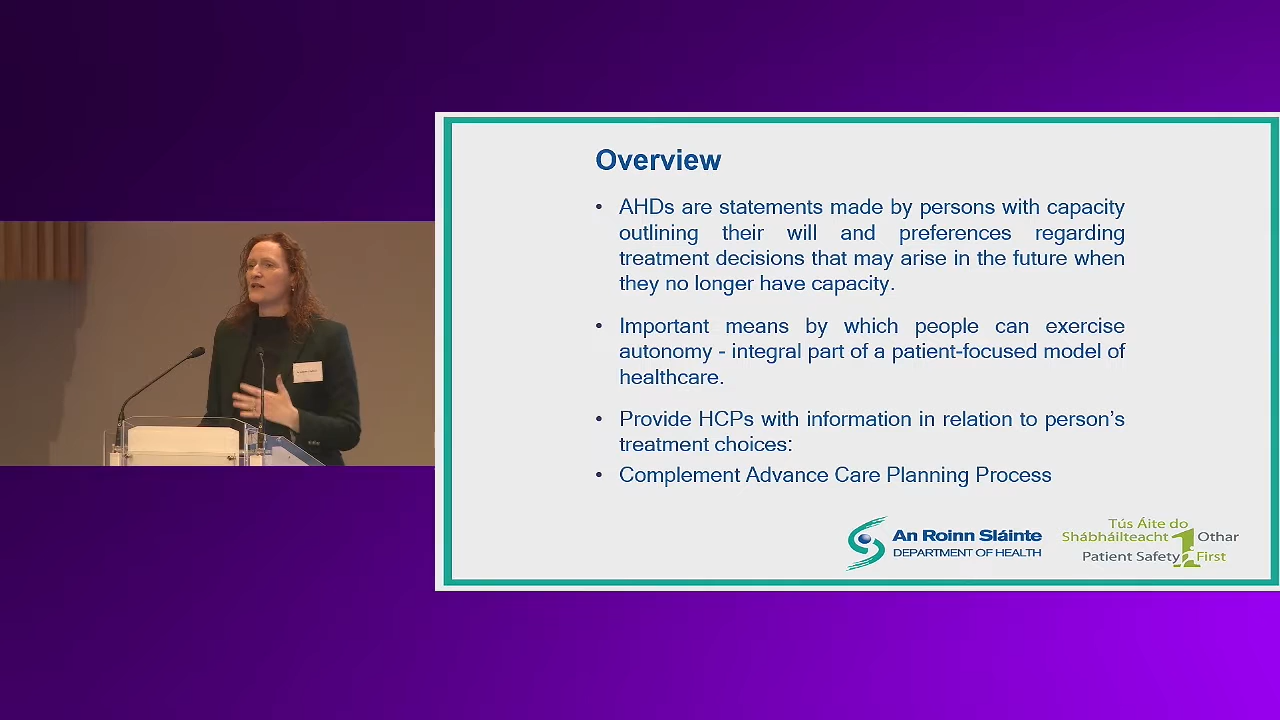 Overview
• AHDs are statements made by persons with capacity
outlining their will and preferences regarding
treatment decisions that may arise in the future when
they no longer have capacity.
• Important means by which people can exercise
autonomy - integral part of a patient-focused model of
healthcare.
• Provide HCPs with information in relation to person's
treatment choices:
• Complement Advance Care Planning Process
An Roinn Sláinte
DEPARTMENT OF HEALTH
Tús Áite do
Shábháilteacht 1 Othar
Patient Safety First